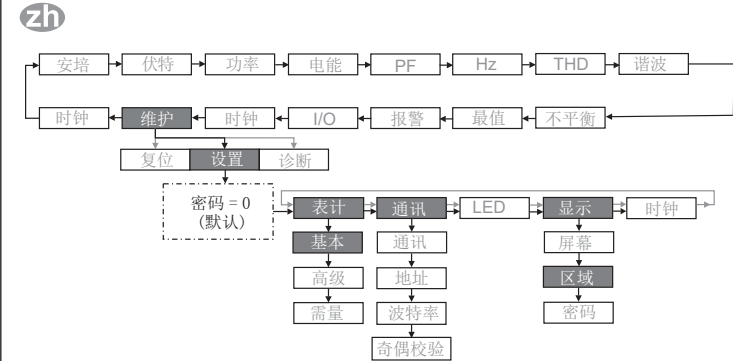 zh
安培 伏特 功率 电能 PF Hz THD 谐波
时钟 维护 时钟 I/O 报警 最值 不平衡
复位 设置 诊断
密码 = 0
(默认)
表计 通讯 LED 显示 时钟
基本 通讯 屏幕
高级 地址 区域
需量 波特率 密码
奇偶校验